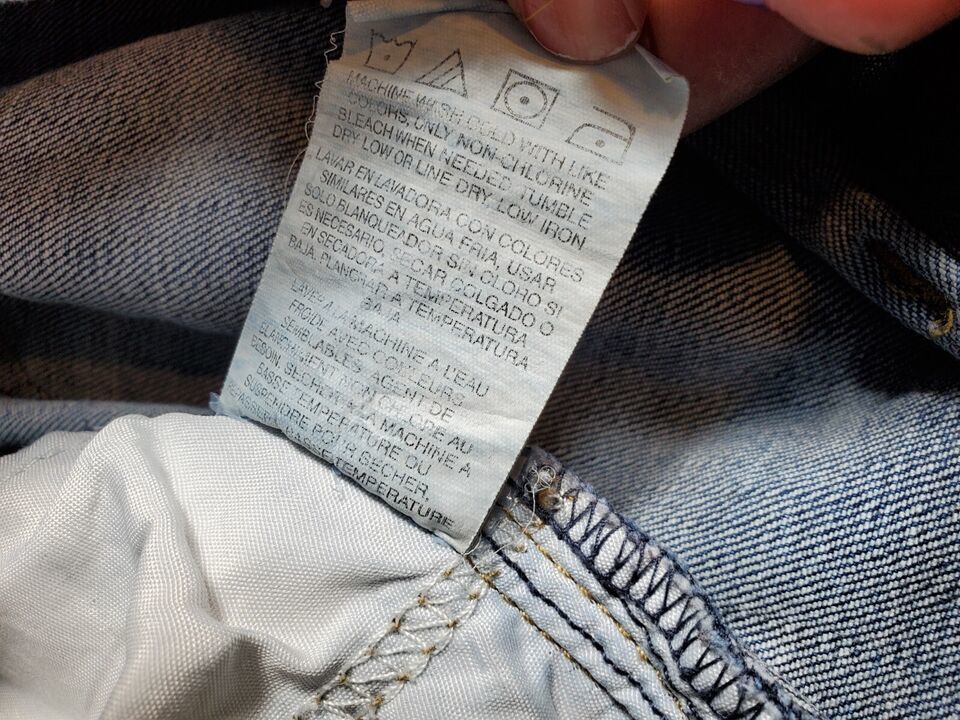 MACHINE WASH COLD WITH LIKE
COLORS ONLY NON-CHLORINE
BLEACH WHEN NEEDED TUMBLE
DRY LOW OR LINE DRY LOW IRON
LAVAR EN LAVADORA CON COLORES
SIMILARES EN AGUA FRIA, USAR
SOLO BLANQUEADOR SIN CLORO SI
ES NECESARIO, SECAR COLGADO O
EN SECADORA A TEMPERATURA
BAJA, PLANCHAR A TEMPERATURA
BAJA
LAVER A LA MACHINE A L'EAU
FROIDE AVEC COULEURS
SEMBLABLES, AGENT DE
BLANCHIMENT NON CHLORE AU
BESOIN, SECHER A LA MACHINE A
BASSE TEMPERATURE OU
SUSPENDRE POUR SECHER,
REPASSER A BASSE TEMPERATURE